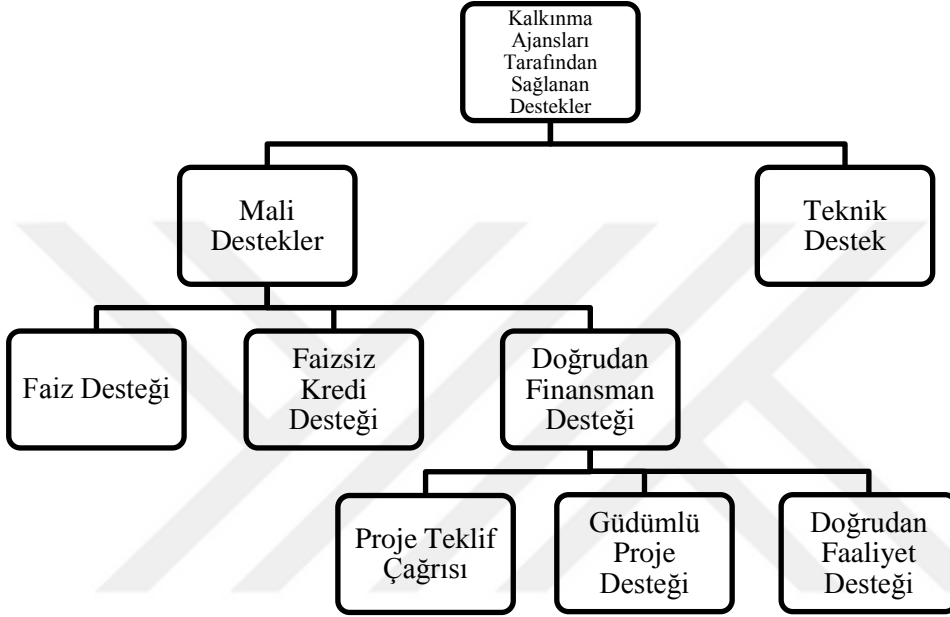 Kalkınma
Ajansları
Tarafından
Sağlanan
Destekler
Mali
Destekler
Teknik
Destek
Faiz Desteği
Faizsiz
Kredi
Desteği
Doğrudan
Finansman
Desteği
Proje Teklif
Çağrısı
Güdümlü
Proje
Desteği
Doğrudan
Faaliyet
Desteği